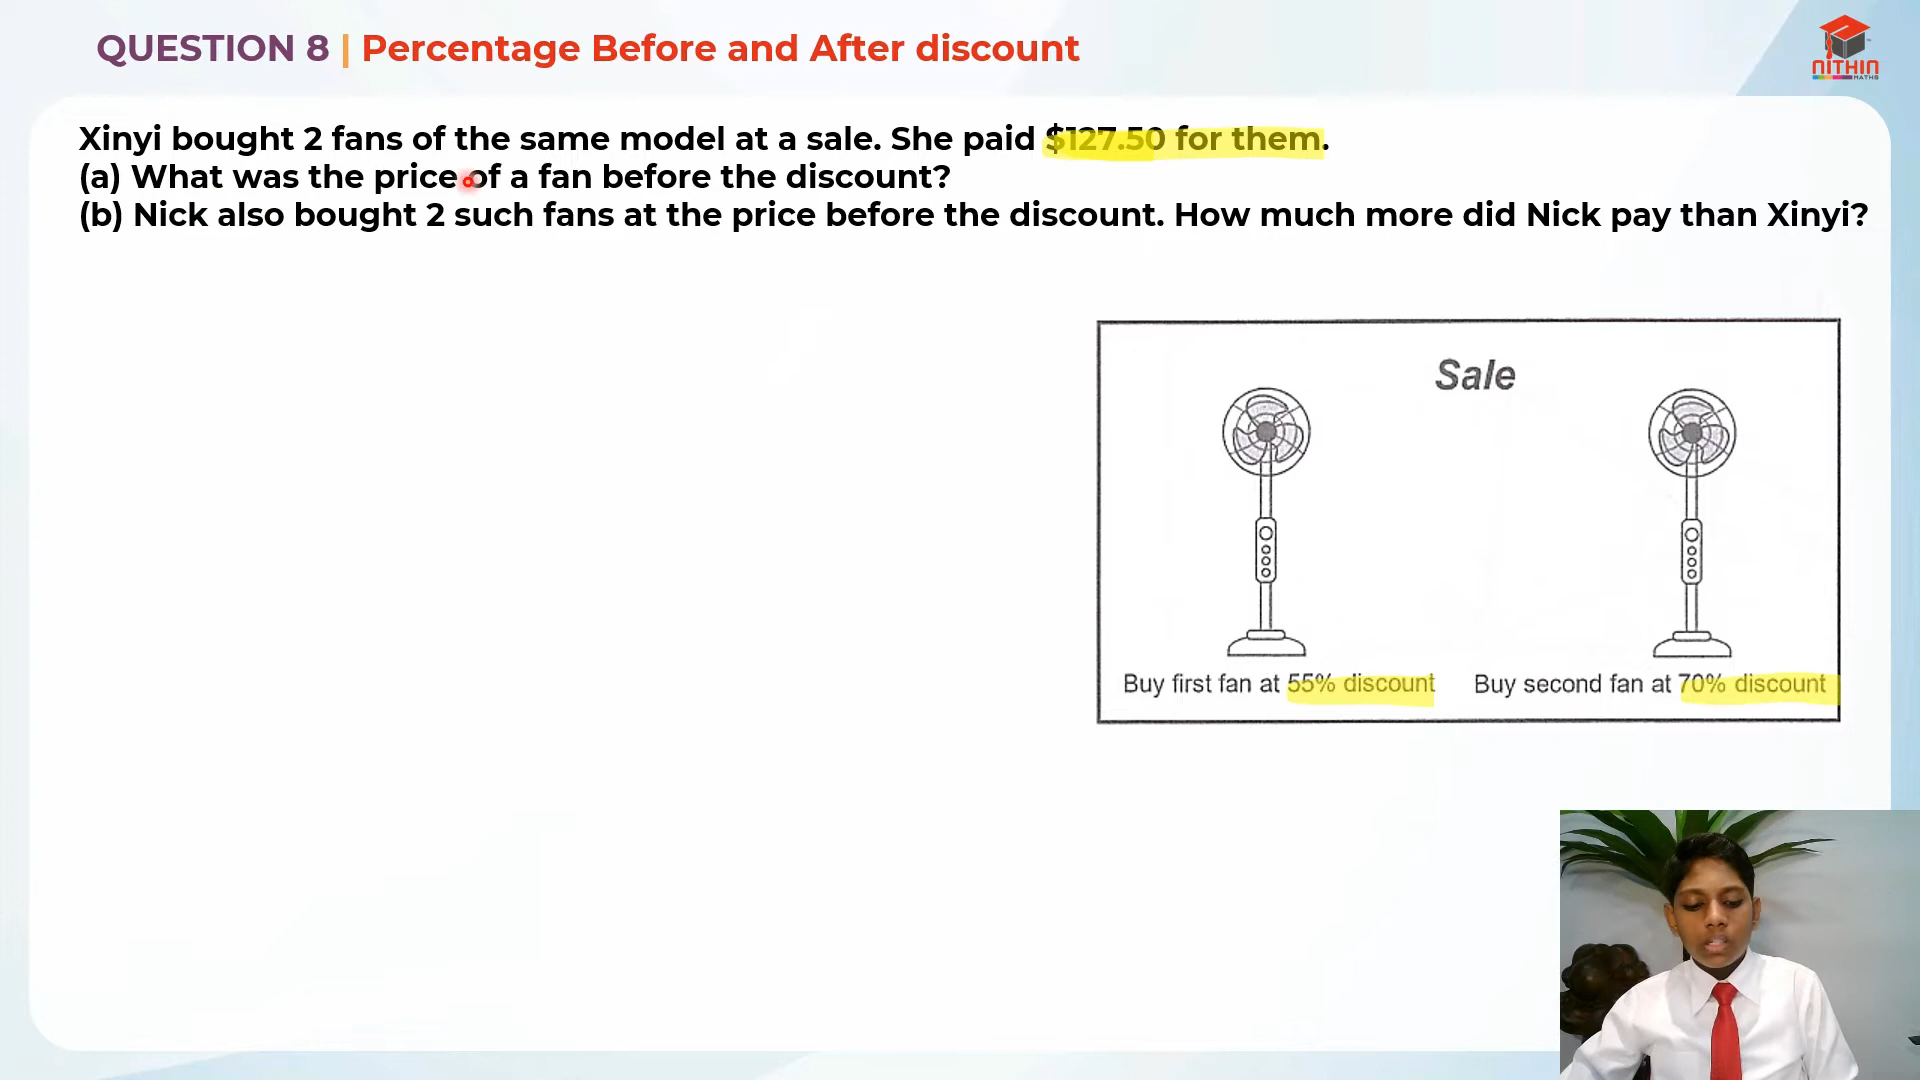 QUESTION 8 | Percentage Before and After discount
NITHIN
MATHS
Xinyi bought 2 fans of the same model at a sale. She paid $127.50 for them.
(a) What was the price of a fan before the discount?
(b) Nick also bought 2 such fans at the price before the discount. How much more did Nick pay than Xinyi?
Sale
Buy first fan at 55% discount
Buy second fan at 70% discount